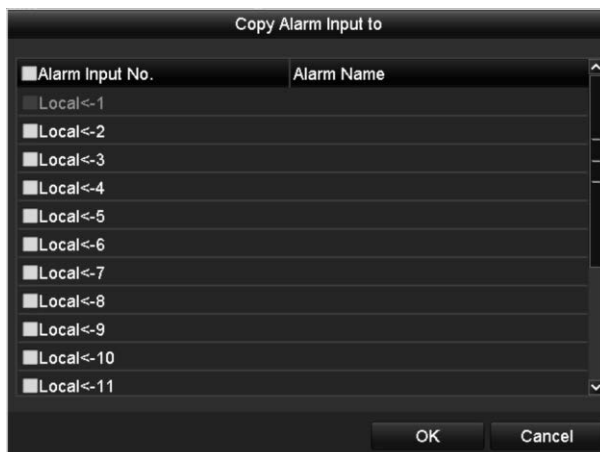 Copy Alarm Input to
Alarm Input No. Alarm Name
Local<-1
Local<-2
Local<-3
Local<-4
Local<-5
Local<-6
Local<-7
Local<-8
Local<-9
Local<-10
Local<-11
OK Cancel